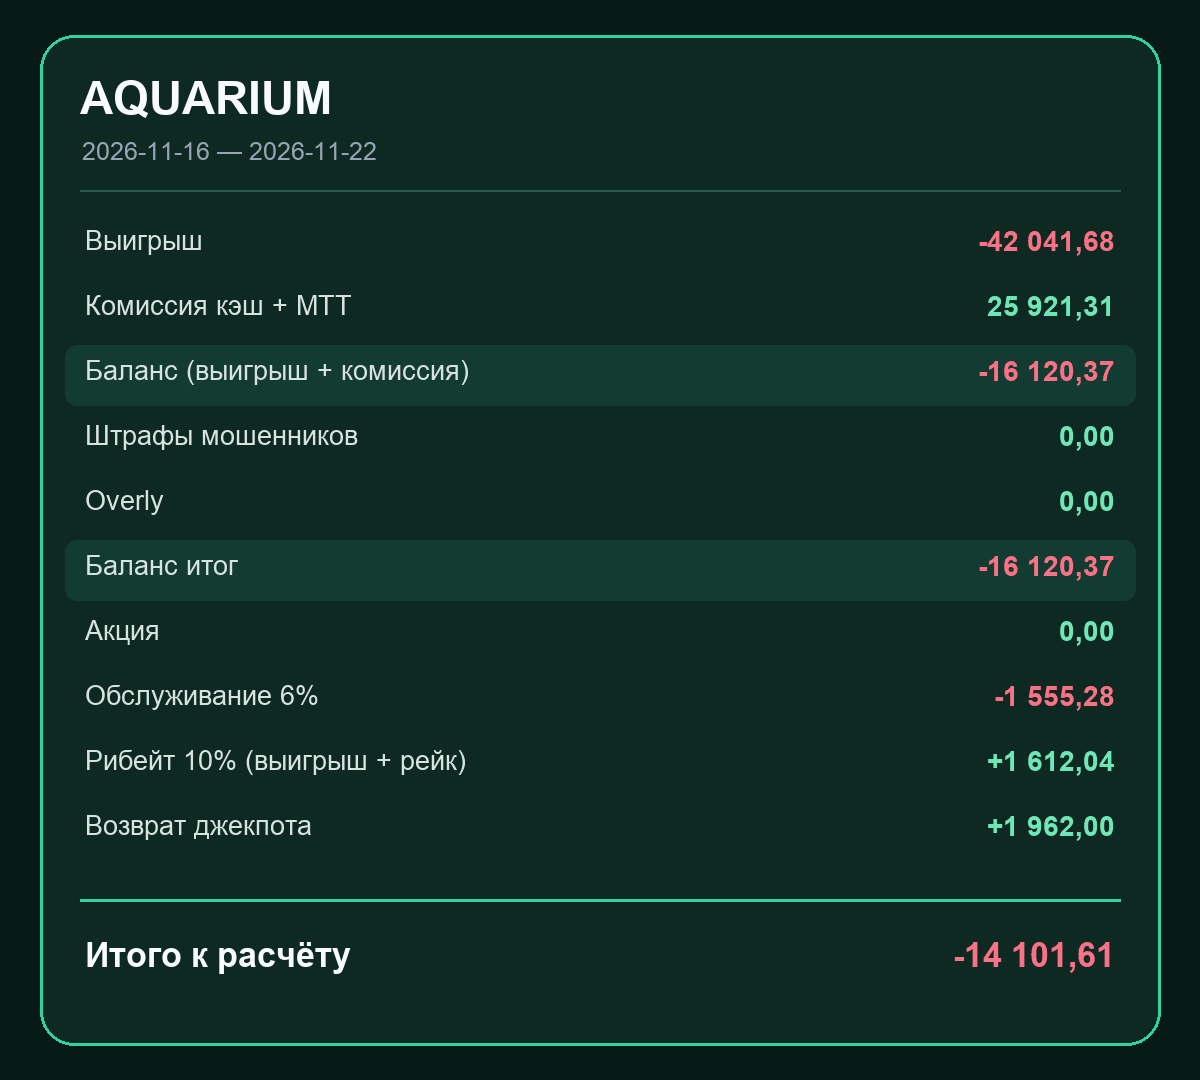 AQUARIUM
2026-11-16 — 2026-11-22
Выигрыш -42 041,68
Комиссия кэш + МТТ 25 921,31
Баланс (выигрыш + комиссия) -16 120,37
Штрафы мошенников 0,00
Overly 0,00
Баланс итог -16 120,37
Акция 0,00
Обслуживание 6% -1 555,28
Рибейт 10% (выигрыш + рейк) +1 612,04
Возврат джекпота +1 962,00
Итого к расчёту -14 101,61